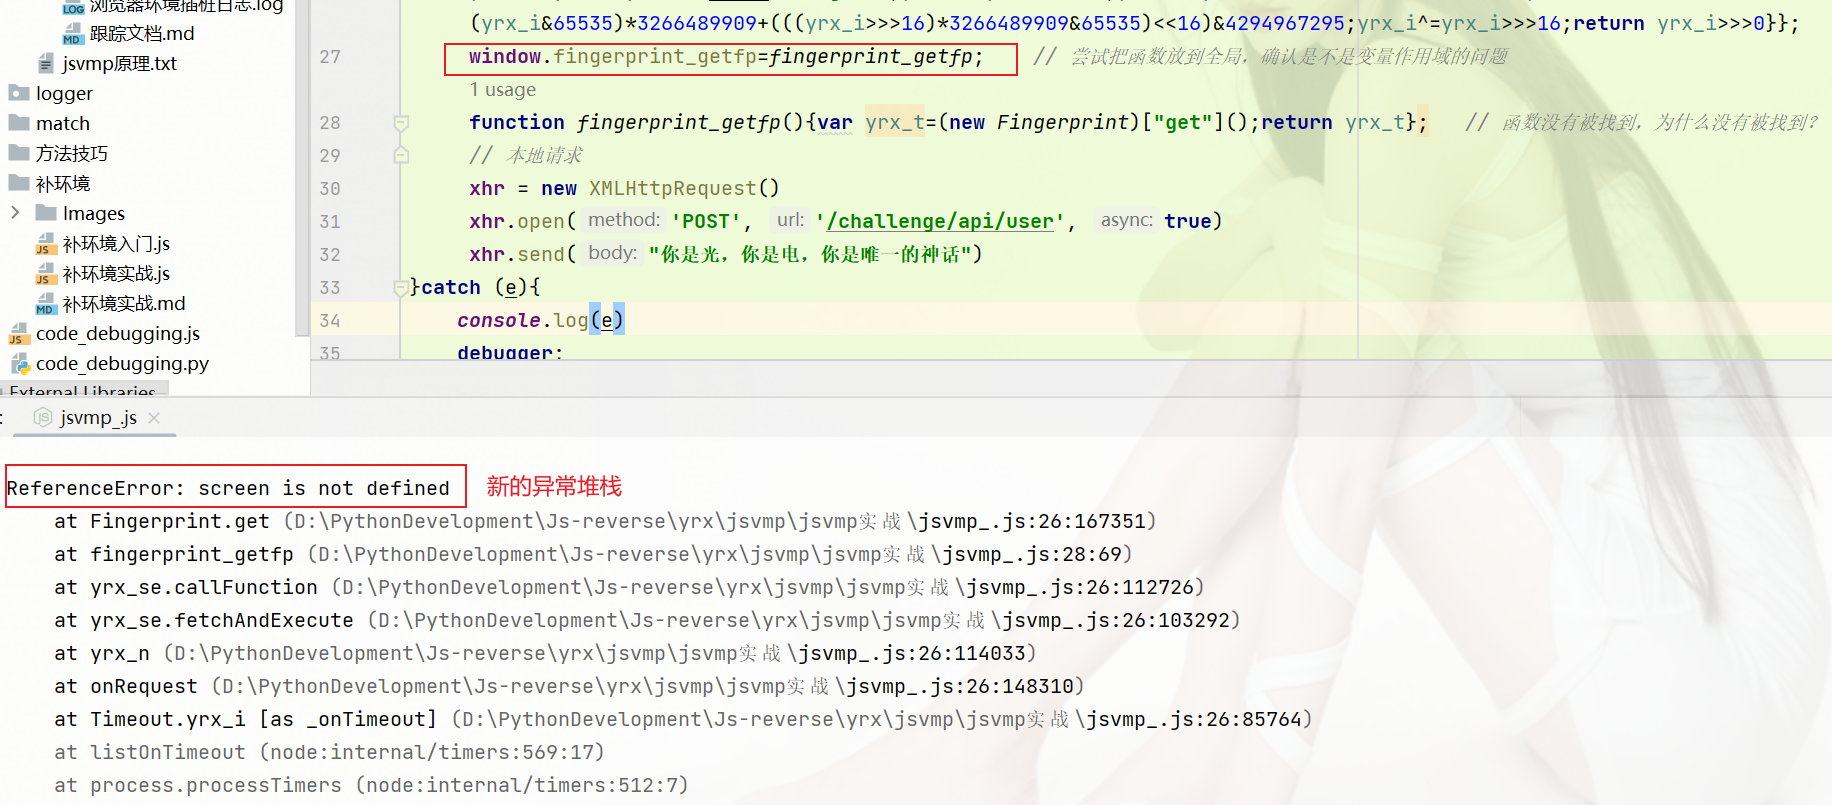 浏览器环境插桩日志.log
跟踪文档.md
jsvmp原理.txt
logger
match
方法技巧
补环境
Images
补环境入门.js
补环境实战.js
补环境实战.md
code_debugging.js
code_debugging.py
External Libraries
(yrx_i&65535)*3266489909+(((yrx_i>>>16)*3266489909&65535)<<16)&4294967295;yrx_i^=yrx_i>>>16;return yrx_i>>>0}};
27 window.fingerprint_getfp=fingerprint_getfp; // 尝试把函数放到全局，确认是不是变量作用域的问题
1 usage
28 function fingerprint_getfp(){var yrx_t=(new Fingerprint)["get"]();return yrx_t}; // 函数没有被找到，为什么没有被找到？
29 // 本地请求
30 xhr = new XMLHttpRequest()
31 xhr.open( method: 'POST', url: '/challenge/api/user', async: true)
32 xhr.send( body: "你是光，你是电，你是唯一的神话")
33 }catch (e){
34 console.log(e)
35 debugger;
: jsvmp_.js
ReferenceError: screen is not defined 新的异常堆栈
at Fingerprint.get (D:\PythonDevelopment\Js-reverse\yrx\jsvmp\jsvmp实战\jsvmp_.js:26:167351)
at fingerprint_getfp (D:\PythonDevelopment\Js-reverse\yrx\jsvmp\jsvmp实战\jsvmp_.js:28:69)
at yrx_se.callFunction (D:\PythonDevelopment\Js-reverse\yrx\jsvmp\jsvmp实战\jsvmp_.js:26:112726)
at yrx_se.fetchAndExecute (D:\PythonDevelopment\Js-reverse\yrx\jsvmp\jsvmp实战\jsvmp_.js:26:103292)
at yrx_n (D:\PythonDevelopment\Js-reverse\yrx\jsvmp\jsvmp实战\jsvmp_.js:26:114033)
at onRequest (D:\PythonDevelopment\Js-reverse\yrx\jsvmp\jsvmp实战\jsvmp_.js:26:148310)
at Timeout.yrx_i [as _onTimeout] (D:\PythonDevelopment\Js-reverse\yrx\jsvmp\jsvmp实战\jsvmp_.js:26:85764)
at listOnTimeout (node:internal/timers:569:17)
at process.processTimers (node:internal/timers:512:7)